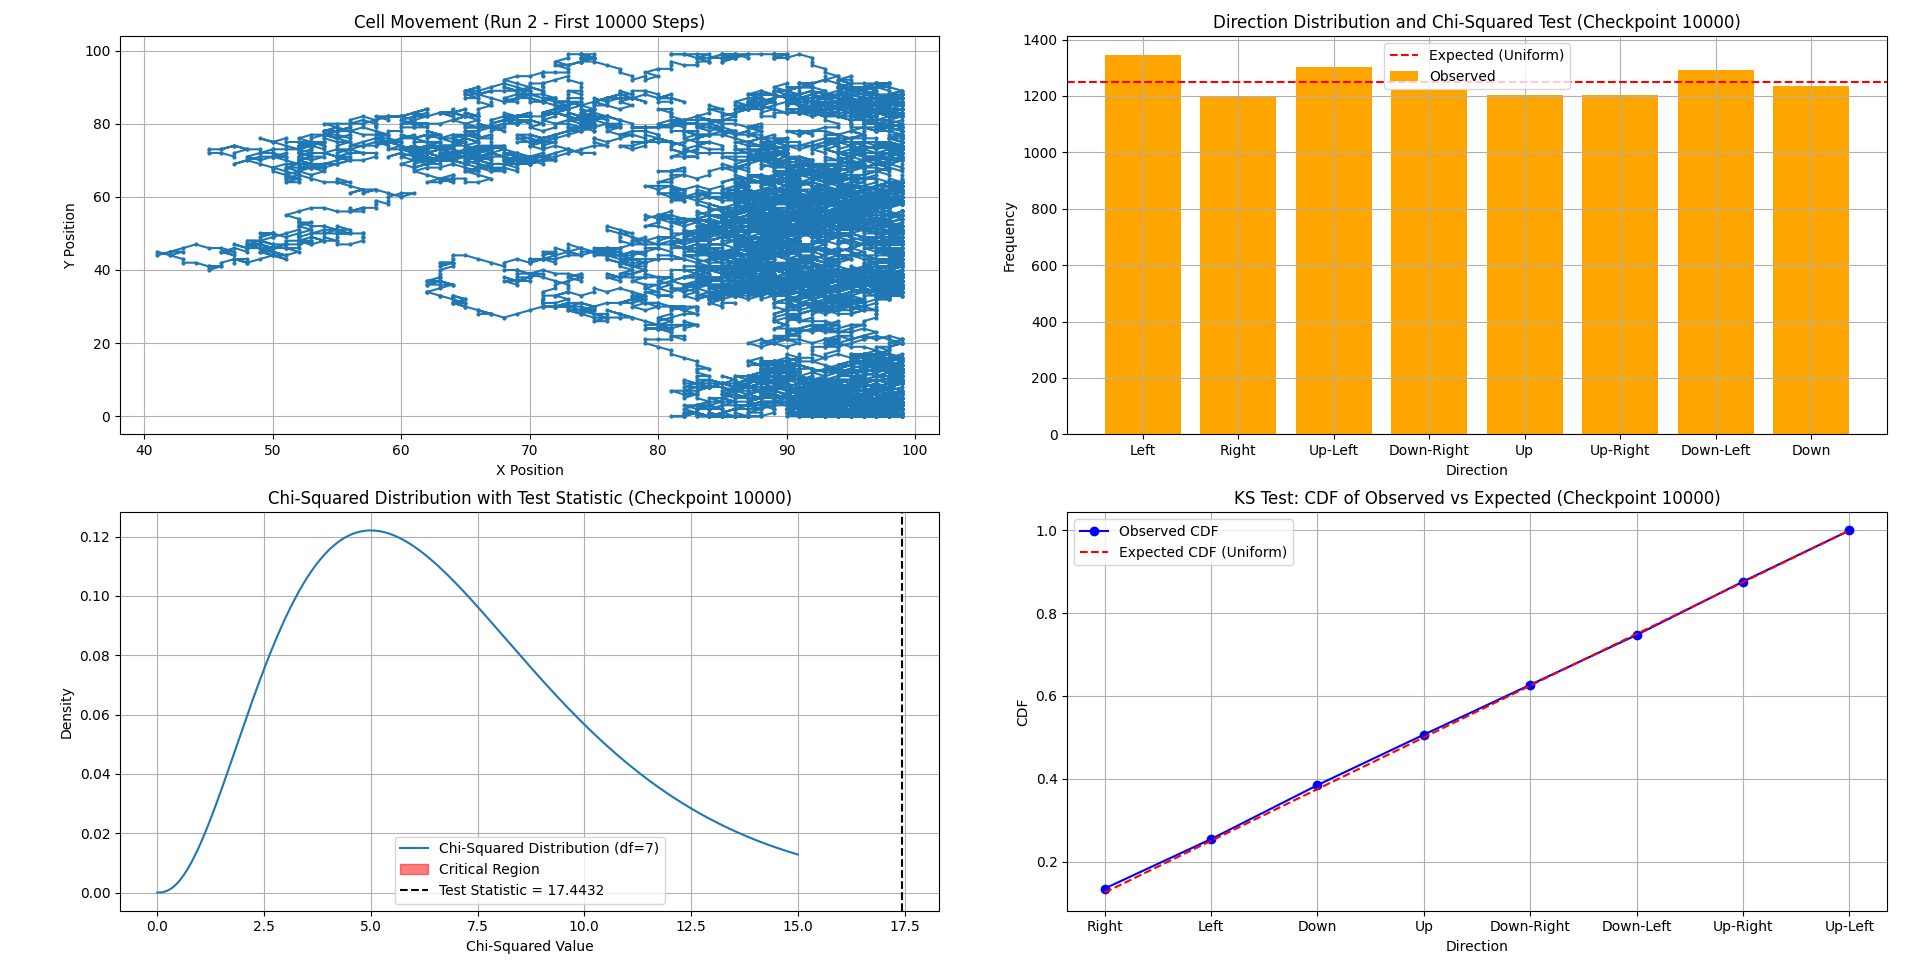 Cell Movement (Run 2 - First 10000 Steps)
100
80
60
40
20
0
Y Position
40 50 60 70 80 90 100
X Position
Direction Distribution and Chi-Squared Test (Checkpoint 10000)
1400
1200
1000
800
600
400
200
0
Frequency
Expected (Uniform)
Observed
Left Right Up-Left Down-Right Up Up-Right Down-Left Down
Direction
Chi-Squared Distribution with Test Statistic (Checkpoint 10000)
0.12
0.10
0.08
0.06
0.04
0.02
0.00
Density
Chi-Squared Distribution (df=7)
Critical Region
Test Statistic = 17.4432
0.0 2.5 5.0 7.5 10.0 12.5 15.0 17.5
Chi-Squared Value
KS Test: CDF of Observed vs Expected (Checkpoint 10000)
Observed CDF
Expected CDF (Uniform)
1.0
0.8
0.6
0.4
0.2
CDF
Right Left Down Up Down-Right Down-Left Up-Right Up-Left
Direction